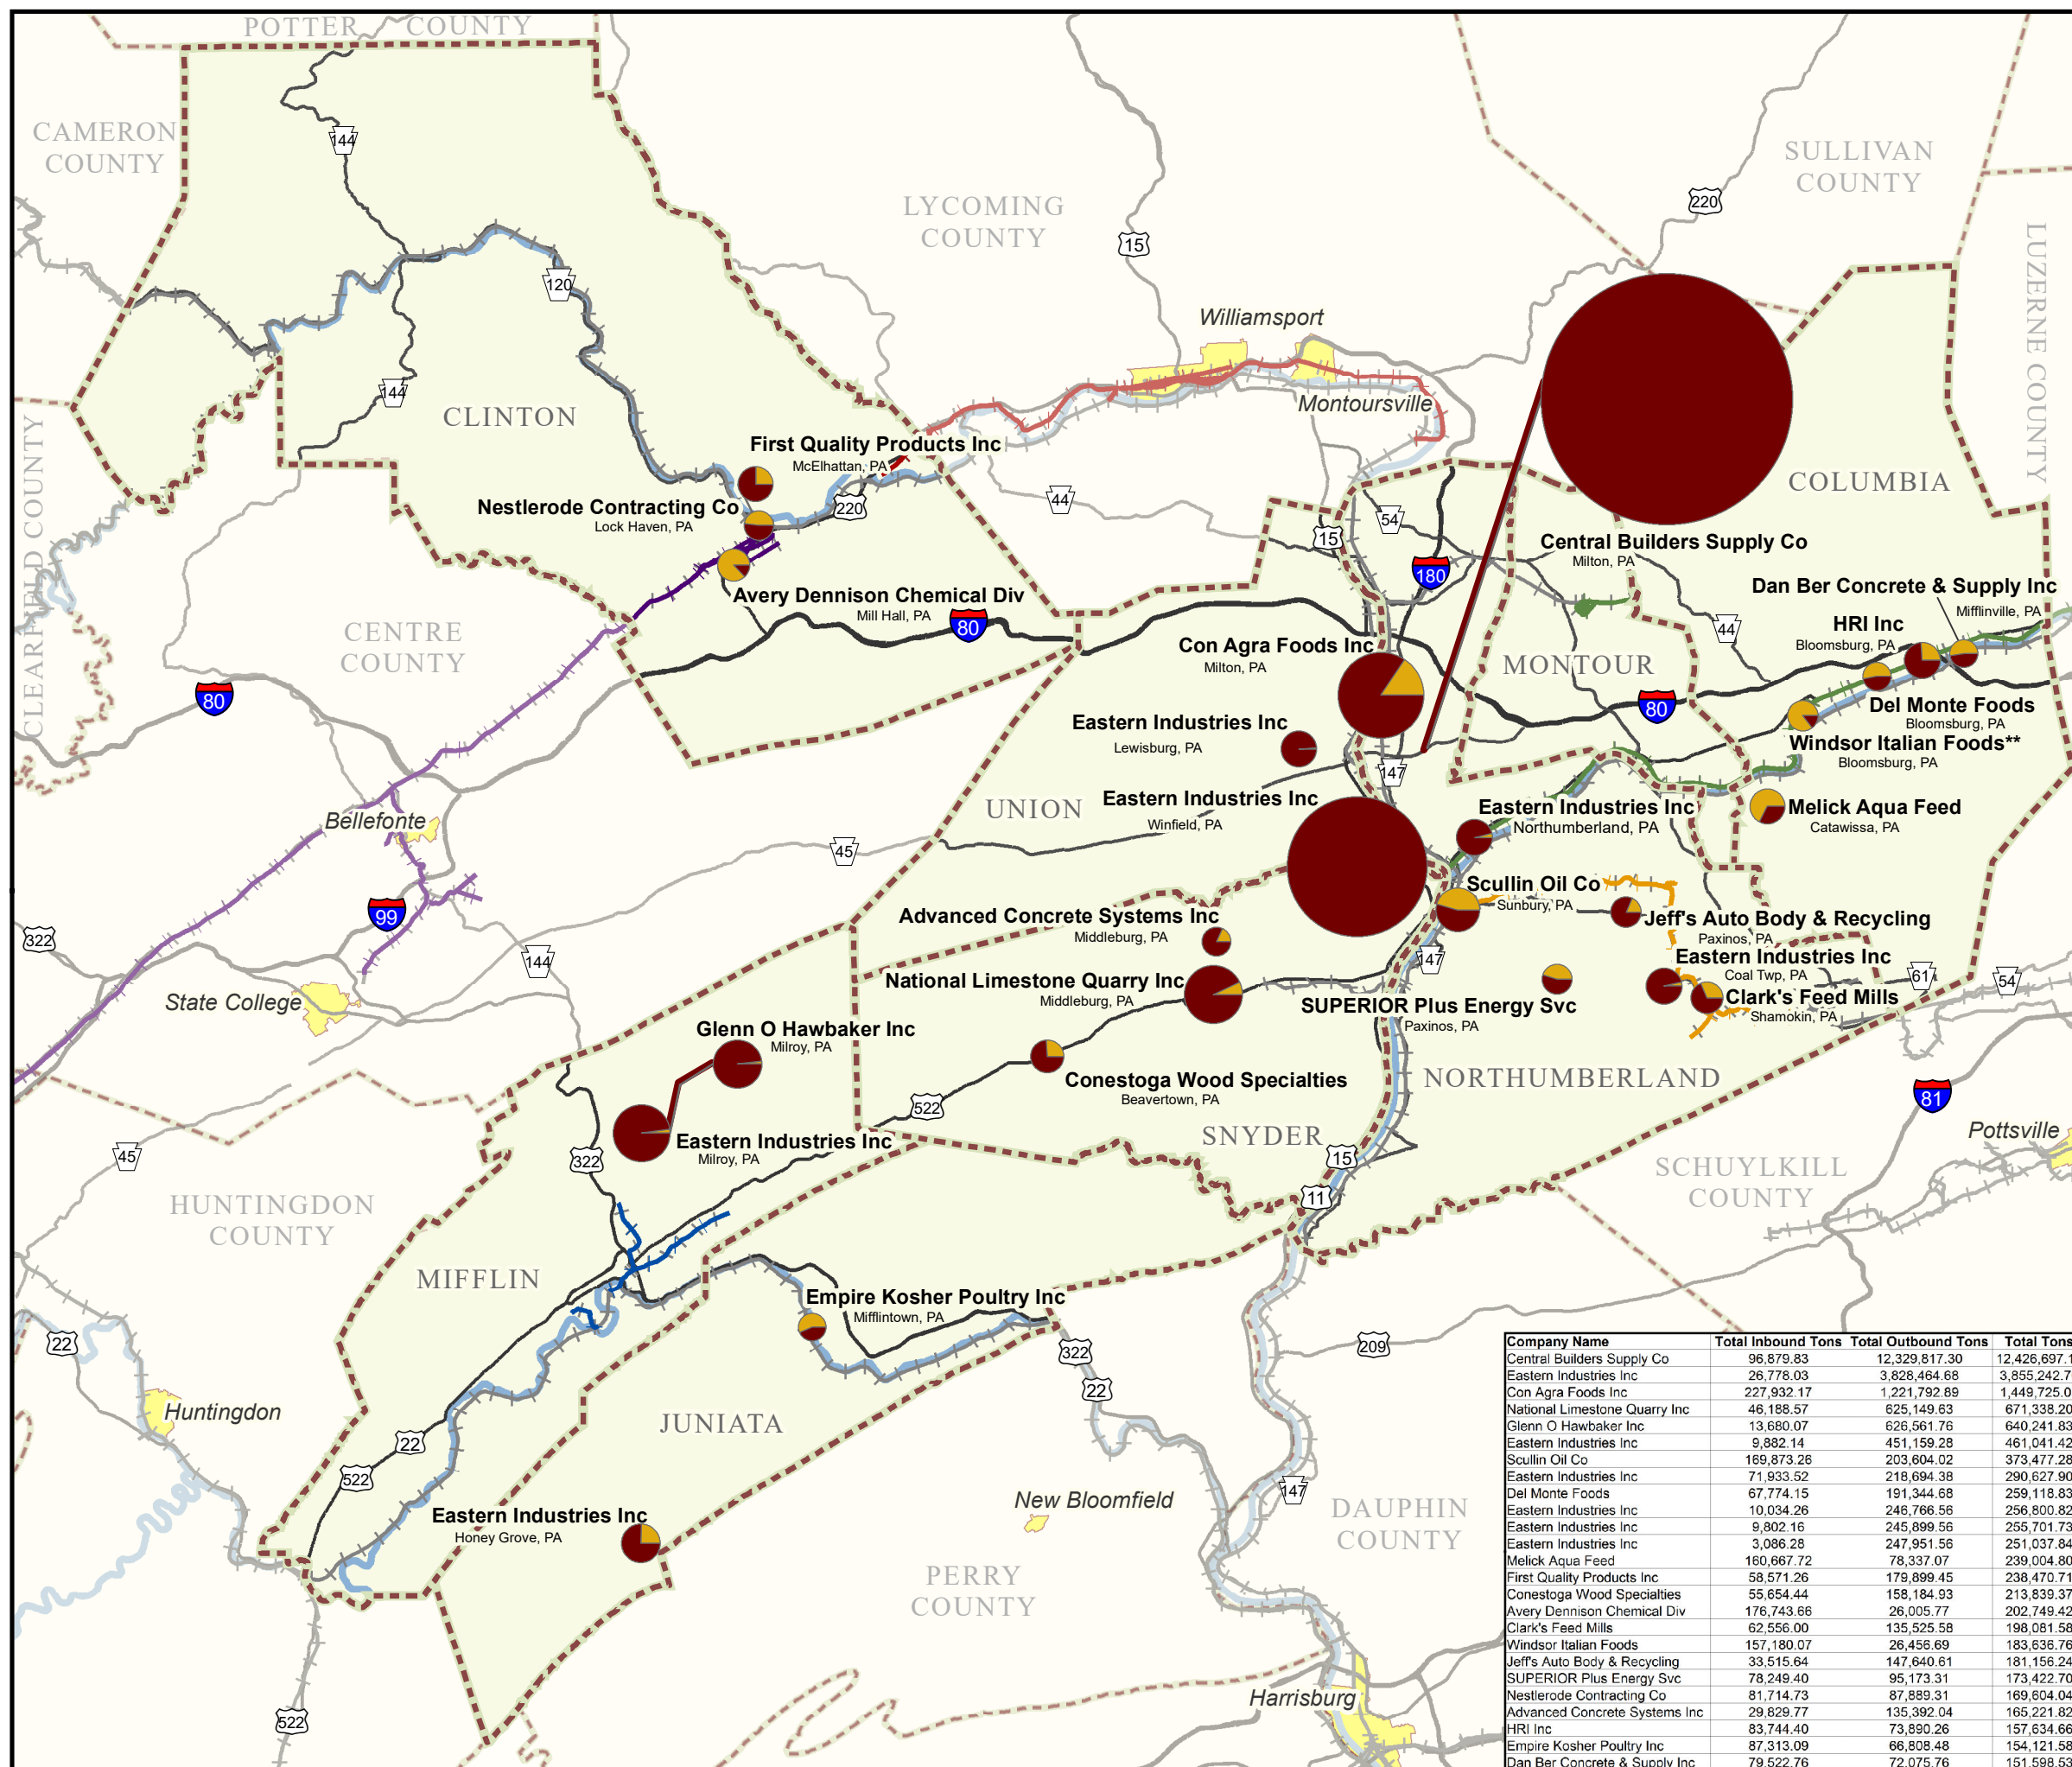 POTTER COUNTY
CAMERON
COUNTY
144
SULLIVAN
COUNTY
220
LYCOMING
COUNTY
15
LUZERNE COUNTY
120
Williamsport
144
Montoursville
CLINTON
CLEARFIELD COUNTY
First Quality Products Inc
McElhattan, PA
COLUMBIA
Nestlerode Contracting Co
Lock Haven, PA
220
44
54
15
Central Builders Supply Co
Milton, PA
180
Dan Ber Concrete & Supply Inc
Mifflinville, PA
Avery Dennison Chemical Div
Mill Hall, PA
80
44
HRI Inc
Bloomsburg, PA
CENTRE
COUNTY
Con Agra Foods Inc
Milton, PA
MONTOUR
80
80
Del Monte Foods
Bloomsburg, PA
Eastern Industries Inc
Lewisburg, PA
Windsor Italian Foods**
Bloomsburg, PA
147
UNION
Eastern Industries Inc
Winfield, PA
Eastern Industries Inc
Northumberland, PA
Melick Aqua Feed
Catawissa, PA
Bellefonte
45
Scullin Oil Co
Sunbury, PA
99
322
Advanced Concrete Systems Inc
Middleburg, PA
Jeff's Auto Body & Recycling
Paxinos, PA
144
147
Eastern Industries Inc
Coal Twp, PA
61
54
State College
National Limestone Quarry Inc
Middleburg, PA
SUPERIOR Plus Energy Svc
Paxinos, PA
Clark's Feed Mills
Shamokin, PA
Glenn O Hawbaker Inc
Milroy, PA
Conestoga Wood Specialties
Beavertown, PA
NORTHUMBERLAND
81
522
Eastern Industries Inc
Milroy, PA
SNYDER
Pottsville
45
322
15
SCHUYLKILL
COUNTY
HUNTINGDON
COUNTY
11
MIFFLIN
Empire Kosher Poultry Inc
Mifflintown, PA
22
322
209
22
Huntingdon
JUNIATA
22
522
147
New Bloomfield
DAUPHIN
COUNTY
Eastern Industries Inc
Honey Grove, PA
PERRY
COUNTY
Harrisburg
522
Company Name Total Inbound Tons Total Outbound Tons Total Tons
Central Builders Supply Co 96,879.83 12,329,817.30 12,426,697.1
Eastern Industries Inc 26,778.03 3,828,464.68 3,855,242.7
Con Agra Foods Inc 227,932.17 1,221,792.89 1,449,725.0
National Limestone Quarry Inc 46,188.57 625,149.63 671,338.20
Glenn O Hawbaker Inc 13,680.07 626,561.76 640,241.83
Eastern Industries Inc 9,882.14 451,159.28 461,041.42
Scullin Oil Co 169,873.26 203,604.02 373,477.28
Eastern Industries Inc 71,933.52 218,694.38 290,627.90
Del Monte Foods 67,774.15 191,344.68 259,118.83
Eastern Industries Inc 10,034.26 246,766.56 256,800.82
Eastern Industries Inc 9,802.16 245,899.56 255,701.73
Eastern Industries Inc 3,086.28 247,951.56 251,037.84
Melick Aqua Feed 160,667.72 78,337.07 239,004.80
First Quality Products Inc 58,571.26 179,899.45 238,470.71
Conestoga Wood Specialties 55,654.44 158,184.93 213,839.37
Avery Dennison Chemical Div 176,743.66 26,005.77 202,749.42
Clark's Feed Mills 62,556.00 135,525.58 198,081.58
Windsor Italian Foods 157,180.07 26,456.69 183,636.76
Jeff's Auto Body & Recycling 33,515.64 147,640.61 181,156.24
SUPERIOR Plus Energy Svc 78,249.40 95,173.31 173,422.70
Nestlerode Contracting Co 81,714.73 87,889.31 169,604.04
Advanced Concrete Systems Inc 29,829.77 135,392.04 165,221.82
HRI Inc 83,744.40 73,890.26 157,634.66
Empire Kosher Poultry Inc 87,313.09 66,808.48 154,121.58
Dan Ber Concrete & Supply Inc 79,522.76 72,075.76 151,598.53